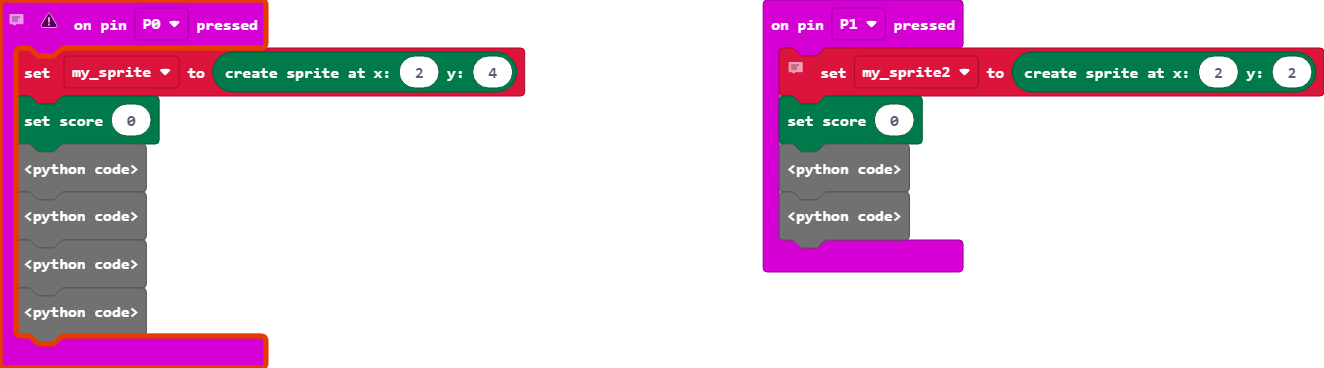 on pin P0 pressed
set my_sprite to create sprite at x: 2 y: 4
set score 0
<python code>
<python code>
<python code>
<python code>
on pin P1 pressed
set my_sprite2 to create sprite at x: 2 y: 2
set score 0
<python code>
<python code>